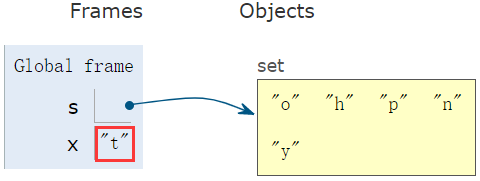 Frames Objects
Global frame
set
s
"o" "h" "p" "n"
x "t"
"y"